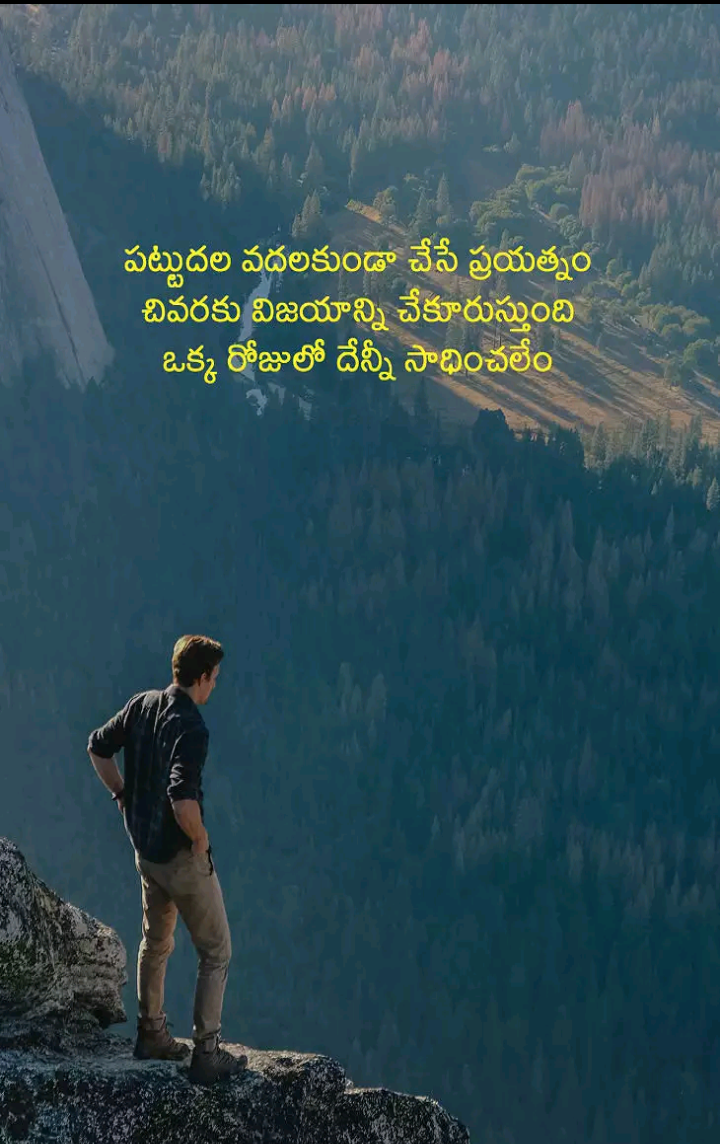 పట్టుదల వదలకుండా చేసే ప్రయత్నం
చివరకు విజయాన్ని చేకూరుస్తుంది
ఒక్క రోజులో దేన్నీ సాధించలేం